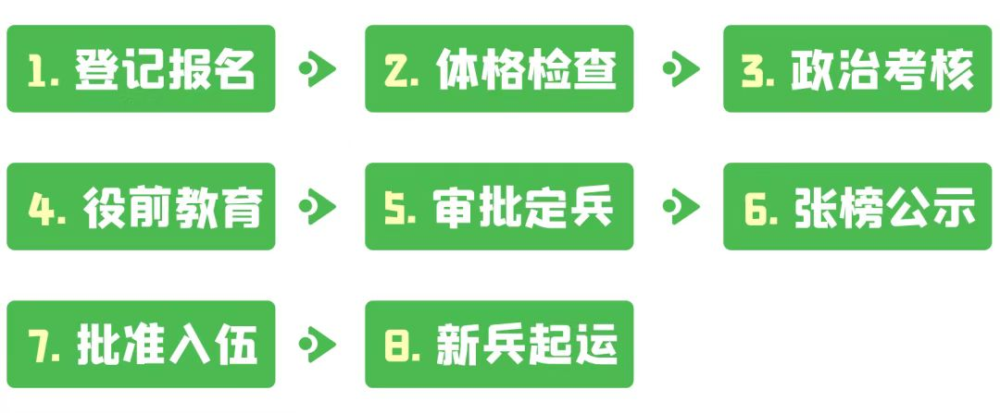 1. 登记报名
2. 体格检查
3. 政治考核
4. 役前教育
5. 审批定兵
6. 张榜公示
7. 批准入伍
8. 新兵起运